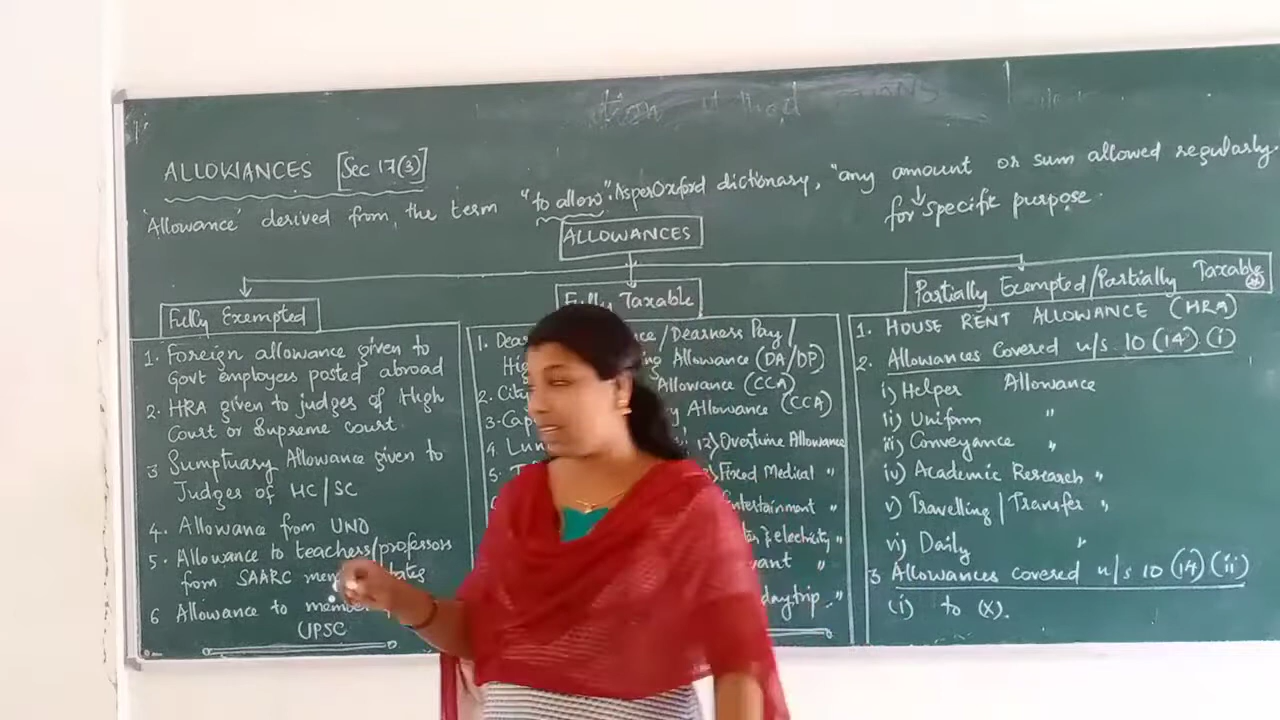 ALLOWANCES [Sec 17(3)]
'Allowance' derived from the term "to allow". As per Oxford dictionary, "any amount or sum allowed regularly.
for specific purpose.
ALLOWANCES
Fully Exempted
1. Foreign allowance given to
Govt employees posted abroad
2. HRA given to judges of High
Court or Supreme court.
3 Sumptuary Allowance given to
Judges of HC/SC
4. Allowance from UNO
5. Allowance to teachers/professors
from SAARC
6 Allowance to
UPSC
Fully Taxable
1. /Dearness Pay/
Allowance (DA/DP)
2. Allowance (CCA)
3. Allowance (CCA)
4. 12) Overtime Allowance
5. Fixed Medical "
Entertainment "
& electricity "
"
trip "
Partially Exempted/Partially Taxable
1. HOUSE RENT ALLOWANCE (HRA)
2. Allowances Covered u/s 10 (14) (i)
i) Helper Allowance
ii) Uniform "
iii) Conveyance "
iv) Academic Research "
v) Travelling / Transfer "
vi) Daily "
3 Allowances covered u/s 10 (14) (ii)
(i) to (x).